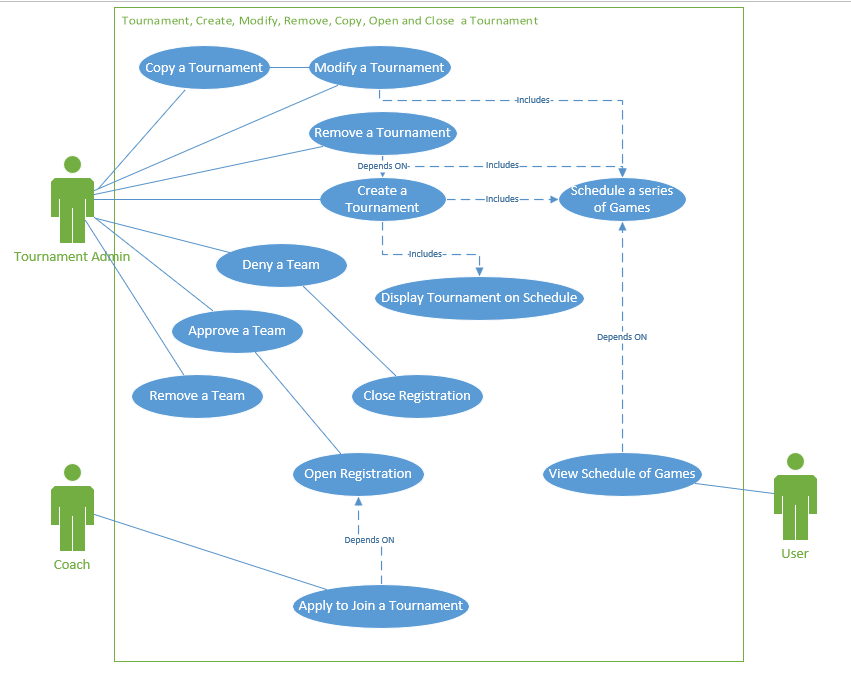 Tournament, Create, Modify, Remove, Copy, Open and Close  a Tournament
Copy a Tournament
Modify a Tournament
Includes
Remove a Tournament
Depends ON
Includes
Create a
Tournament
Includes
Schedule a series
of Games
Tournament Admin
Deny a Team
Includes
Display Tournament on Schedule
Approve a Team
Depends ON
Remove a Team
Close Registration
Open Registration
View Schedule of Games
Depends ON
Coach
User
Apply to Join a Tournament